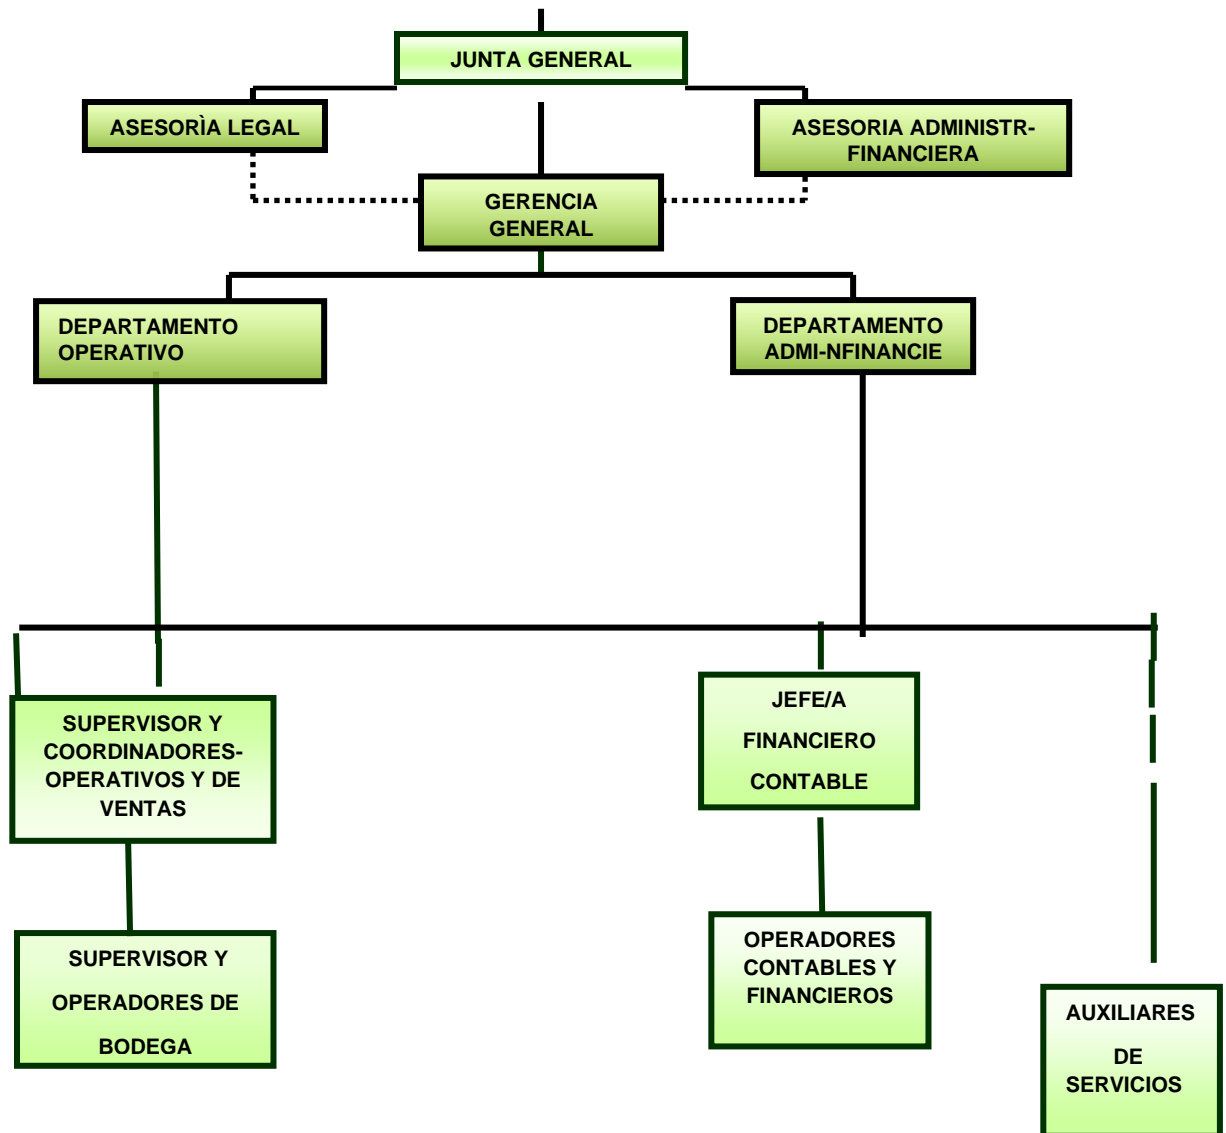 JUNTA GENERAL
ASESORÌA LEGAL
ASESORIA ADMINISTR-
FINANCIERA
GERENCIA
GENERAL
DEPARTAMENTO
OPERATIVO
DEPARTAMENTO
ADMI-NFINANCIE
SUPERVISOR Y
COORDINADORES-
OPERATIVOS Y DE
VENTAS
JEFE/A
FINANCIERO
CONTABLE
SUPERVISOR Y
OPERADORES DE
BODEGA
OPERADORES
CONTABLES Y
FINANCIEROS
AUXILIARES
DE
SERVICIOS